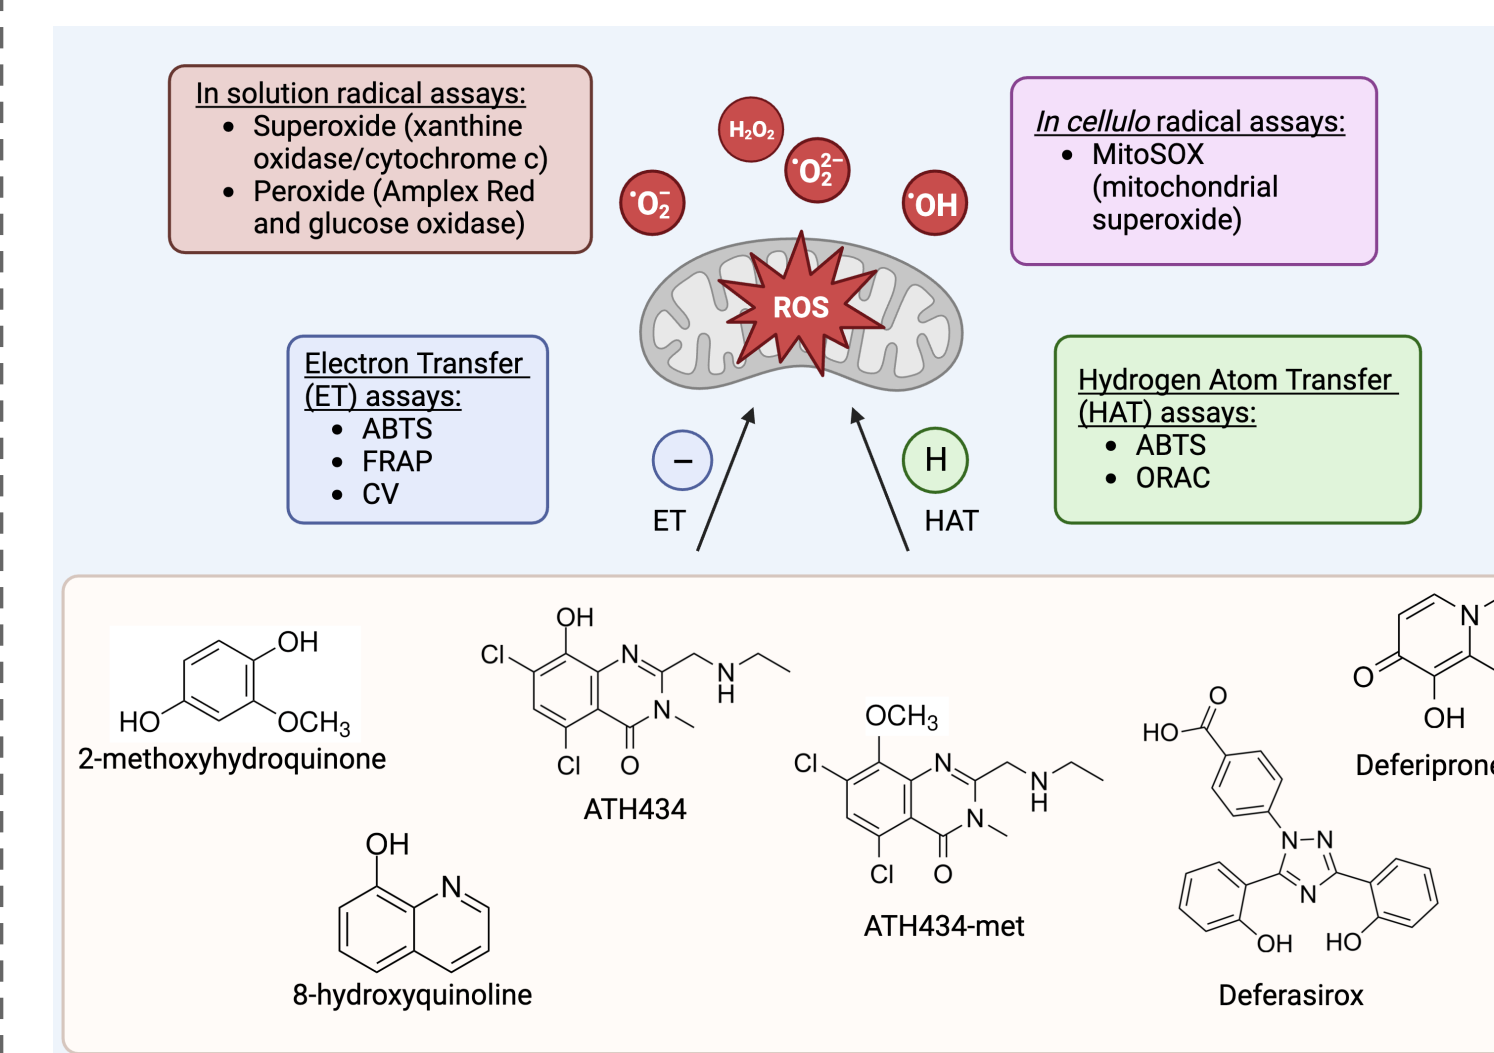 In solution radical assays:
• Superoxide (xanthine
oxidase/cytochrome c)
• Peroxide (Amplex Red
and glucose oxidase)
H₂O₂
•O₂²⁻
•O₂⁻
•OH
ROS
In cellulo radical assays:
• MitoSOX
(mitochondrial
superoxide)
Electron Transfer
(ET) assays:
• ABTS
• FRAP
• CV
−
ET
H
HAT
Hydrogen Atom Transfer
(HAT) assays:
• ABTS
• ORAC
OH
HO
OCH₃
2-methoxyhydroquinone
OH
Cl
N
N
H
N
Cl
O
ATH434
OCH₃
Cl
N
N
H
N
Cl
O
ATH434-met
O
HO
N
N
N
OH
HO
Deferasirox
N
O
OH
Deferiprone
OH
N
8-hydroxyquinoline